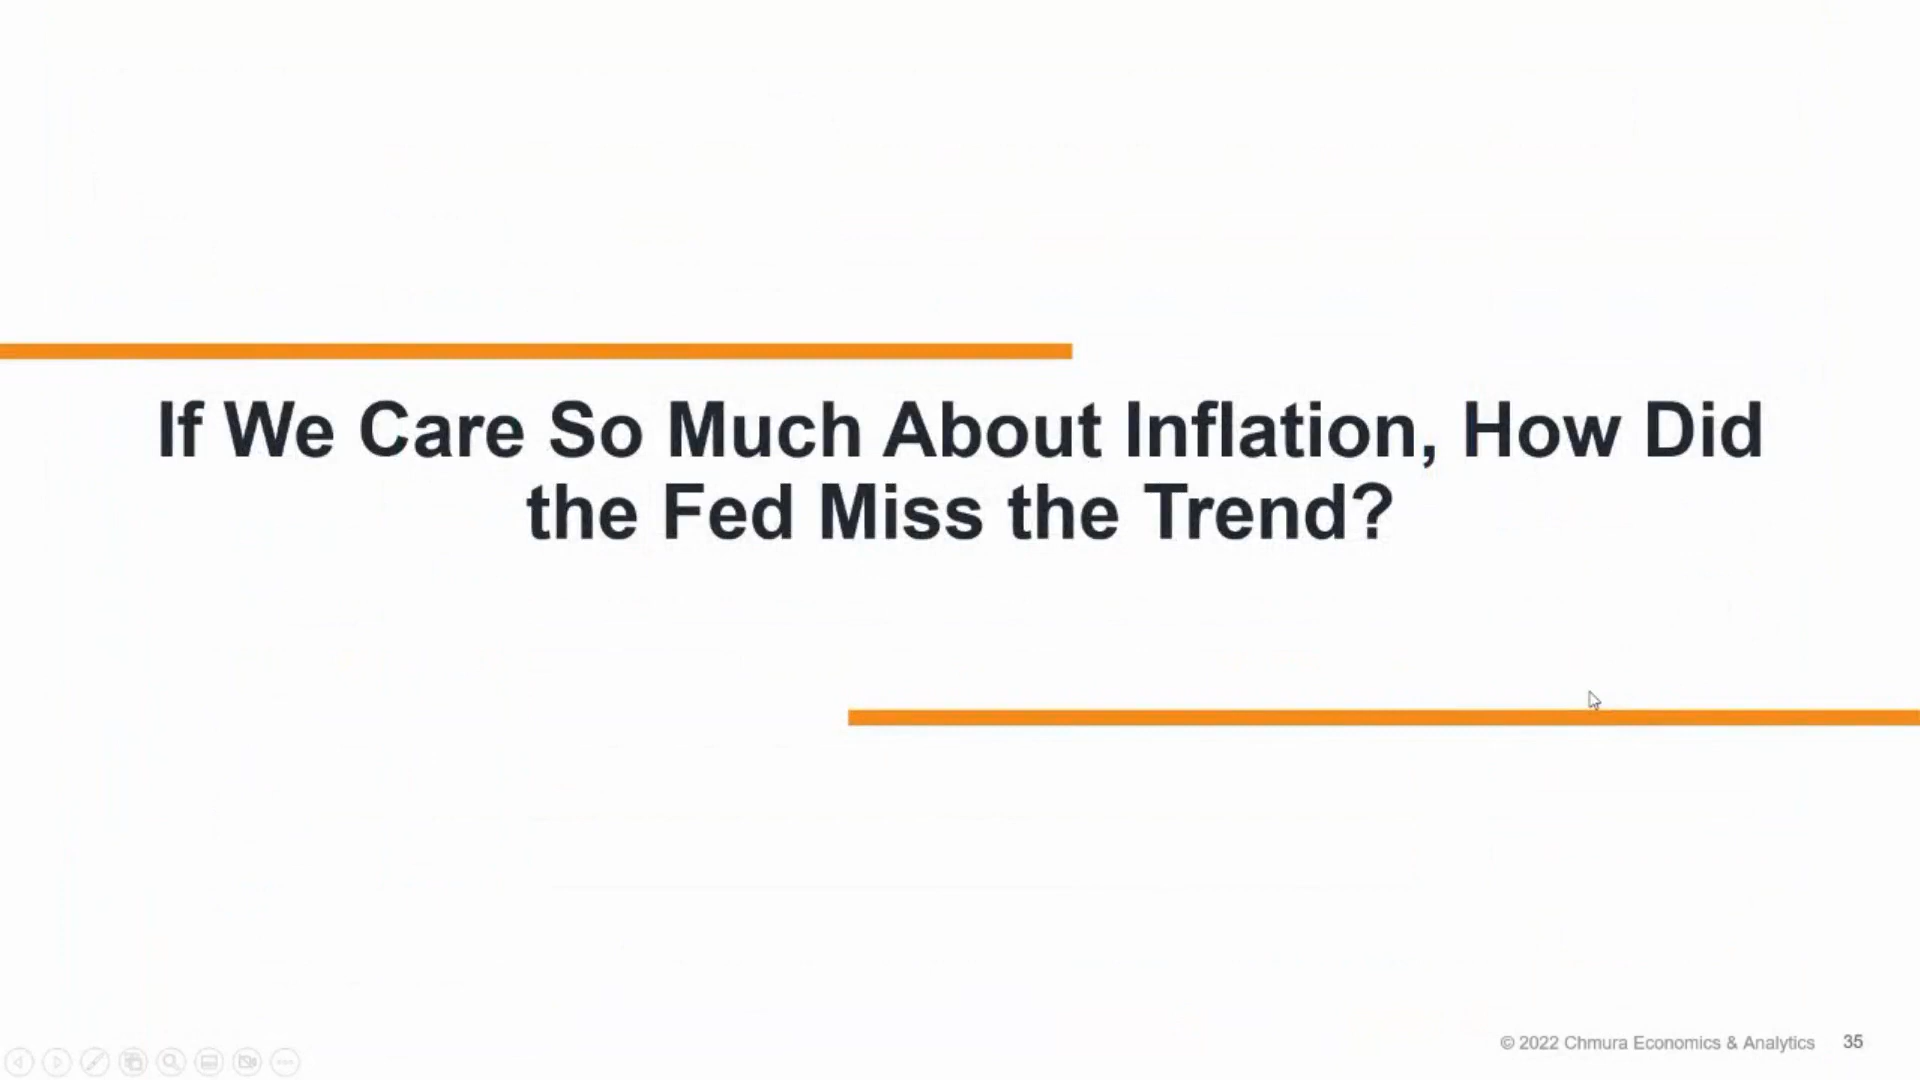 If We Care So Much About Inflation, How Did
the Fed Miss the Trend?
© 2022 Chmura Economics & Analytics 35